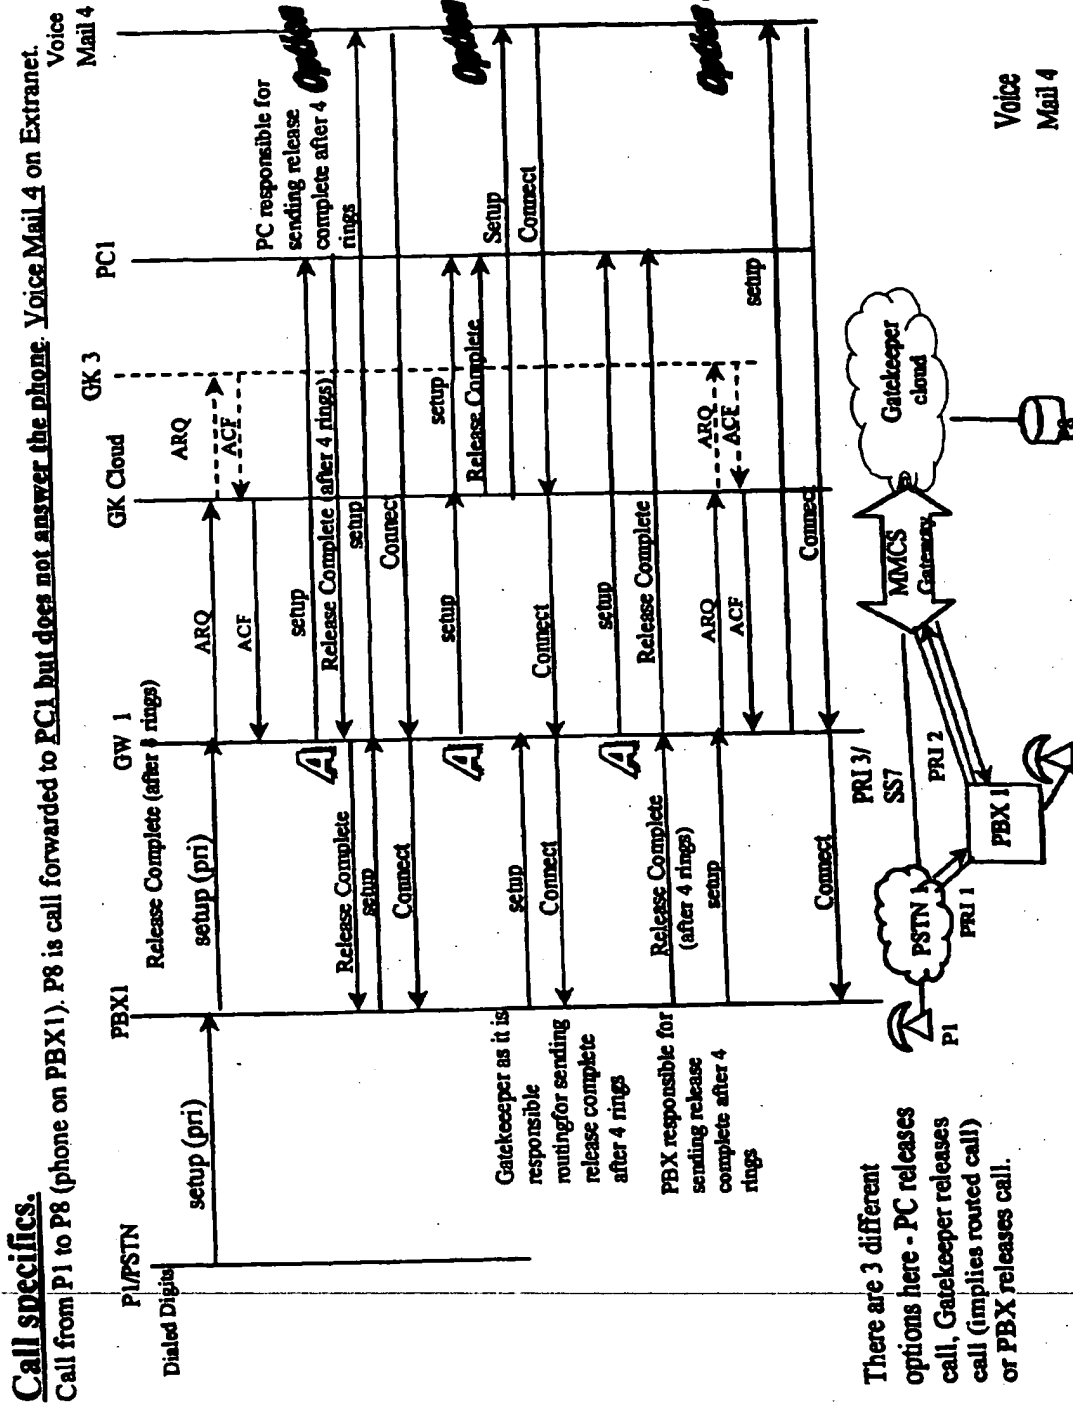 Call specifics.
Call from P1 to P8 (phone on PBX1). P8 is call forwarded to PC1 but does not answer the phone. Voice Mail 4 on Extranet.
P1/PSTN
PBX1
GW 1
GK Cloud
GK 3
PC1
Voice
Mail 4
Dialed Digits
setup (pri)
setup (pri)
Release Complete (after 8 rings)
ARQ
ACF
ARQ
ACF
PC responsible for
sending release
complete after 4
rings
Option
A
setup
Release Complete (after 4 rings)
Release Complete
setup
setup
Connect
Connec
Gatekeeeper as it is
responsible
routingfor sending
release complete
after 4 rings
Option
A
setup
setup
Release Complete
Setup
Connect
setup
Connect
Connect
PBX responsible for
sending release
complete after 4
rings
Option
A
setup
Release Complete
Release Complete
(after 4 rings)
setup
ARQ
ACF
ARQ
ACF
setup
Connect
Connect
There are 3 different
options here - PC releases
call, Gatekeeper releases
call (implies routed call)
or PBX releases call.
P1
PSTN 1
PRI 1
PBX 1
PRI 2
PRI 3/
SS7
MMCS
Gateway
Gatekeeper
cloud
P8
Voice
Mail 4